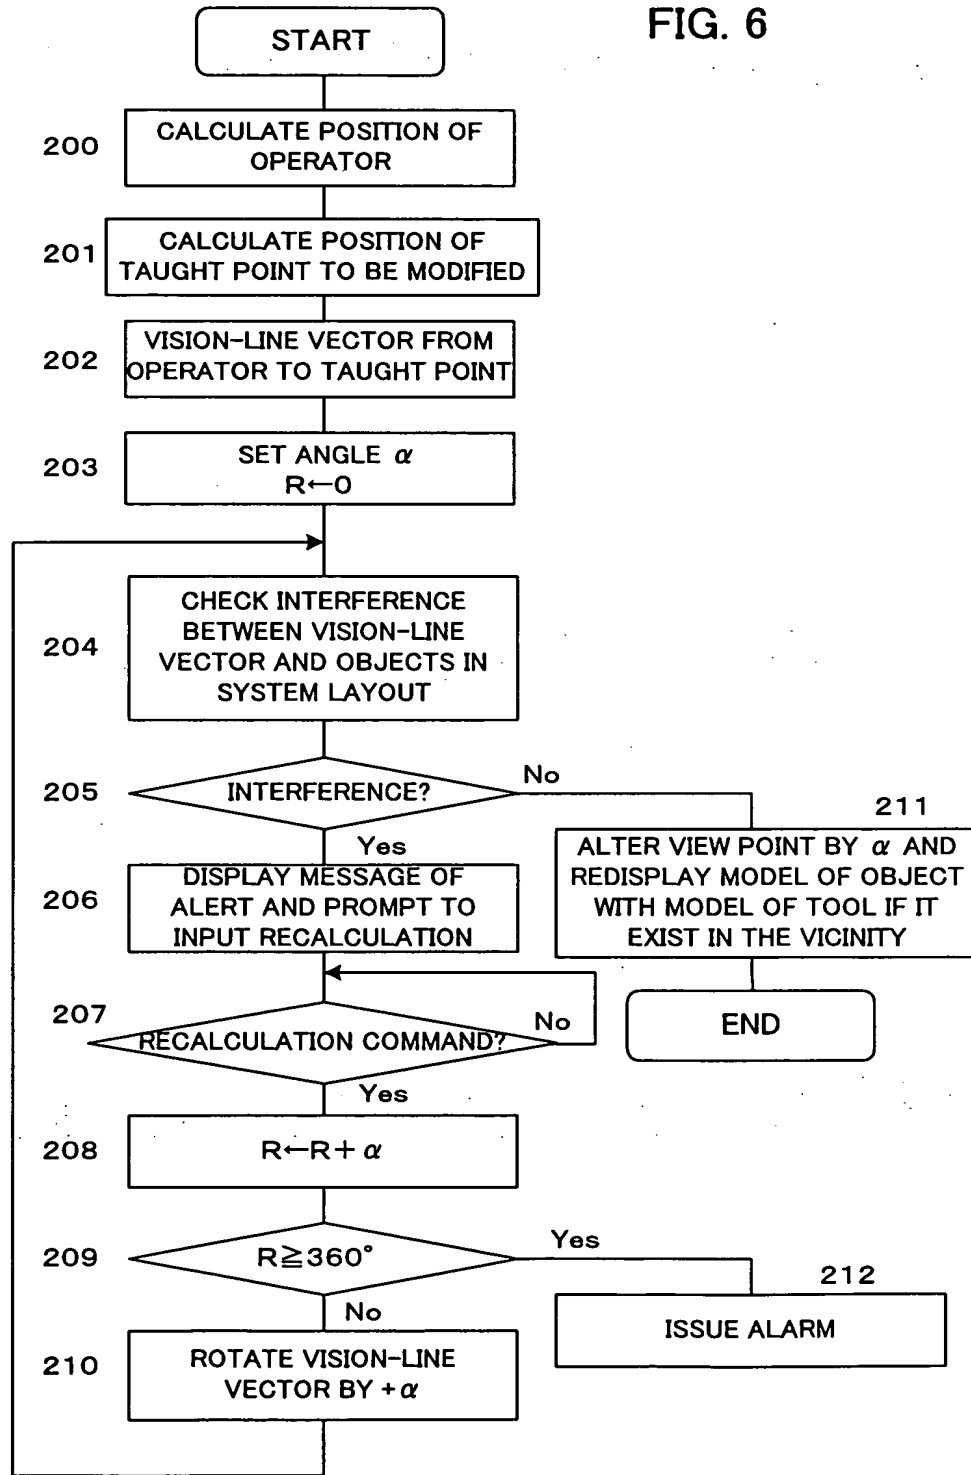 FIG. 6
START
200
CALCULATE POSITION OF
OPERATOR
201
CALCULATE POSITION OF
TAUGHT POINT TO BE MODIFIED
202
VISION-LINE VECTOR FROM
OPERATOR TO TAUGHT POINT
203
SET ANGLE α
R←0
204
CHECK INTERFERENCE
BETWEEN VISION-LINE
VECTOR AND OBJECTS IN
SYSTEM LAYOUT
205
INTERFERENCE?
No
Yes
211
ALTER VIEW POINT BY α AND
REDISPLAY MODEL OF OBJECT
WITH MODEL OF TOOL IF IT
EXIST IN THE VICINITY
END
206
DISPLAY MESSAGE OF
ALERT AND PROMPT TO
INPUT RECALCULATION
207
RECALCULATION COMMAND?
No
Yes
208
R←R+α
209
R≧360°
Yes
No
212
ISSUE ALARM
210
ROTATE VISION-LINE
VECTOR BY +α